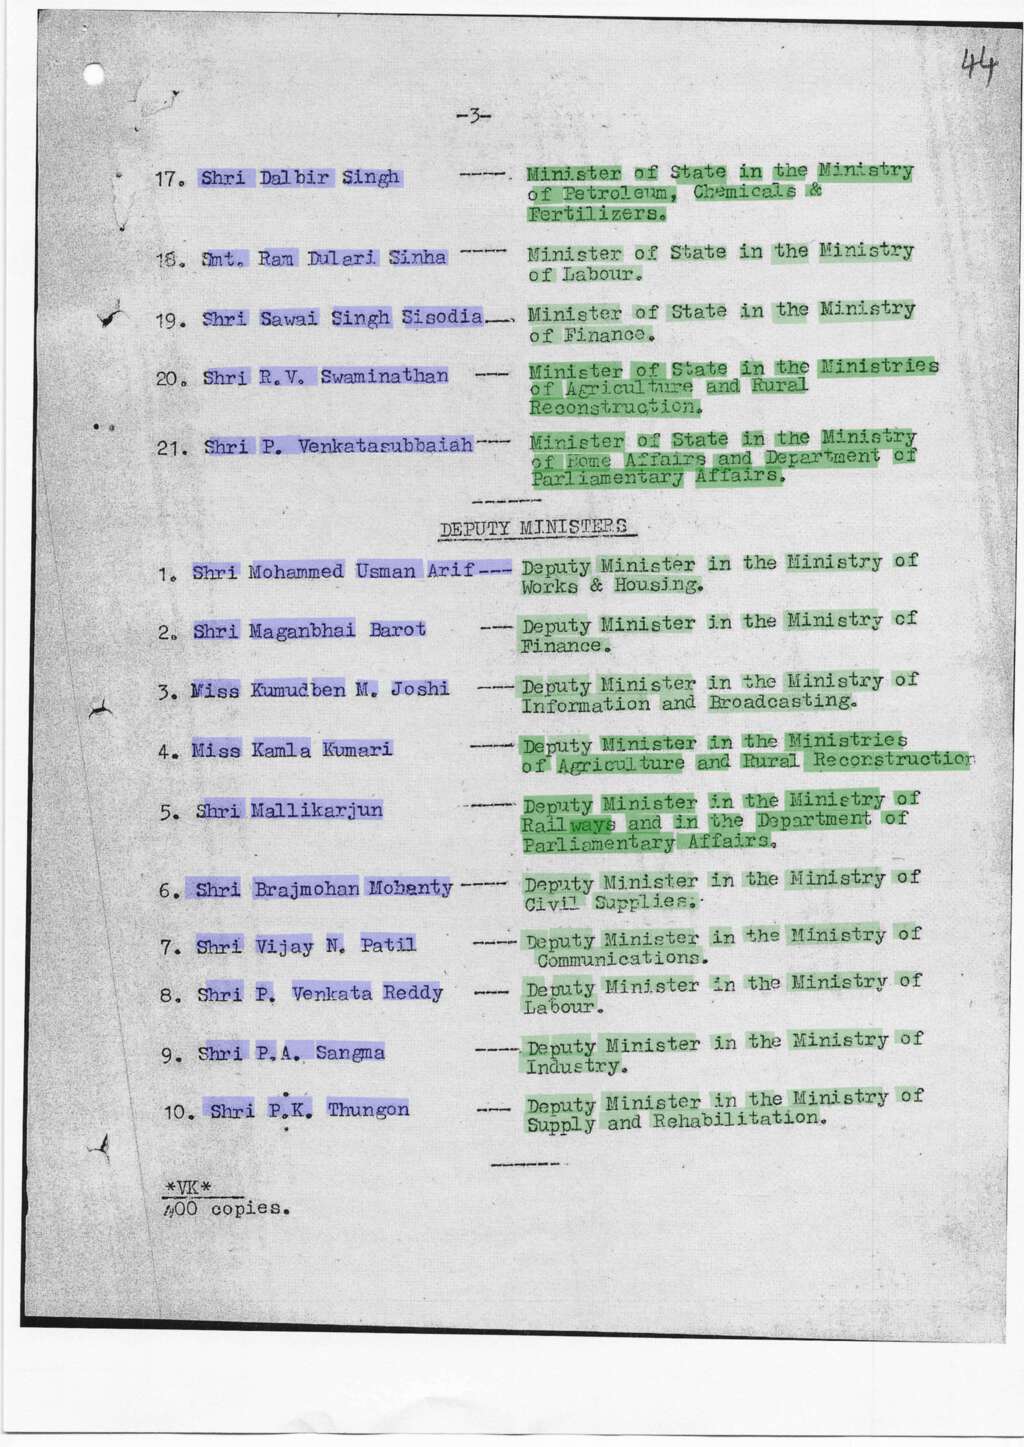 44
-3-
17. Shri Dalbir Singh ---- Minister of State in the Ministry
of Petroleum, Chemicals &
Fertilizers.
18. Smt. Ram Dulari Sinha ---- Minister of State in the Ministry
of Labour.
19. Shri Sawai Singh Sisodia---- Minister of State in the Ministry
of Finance.
20. Shri R.V. Swaminathan --- Minister of State in the Ministries
of Agriculture and Rural
Reconstruction.
21. Shri P. Venkatasubbaiah--- Minister of State in the Ministry
of Home Affairs and Department of
Parliamentary Affairs.
-------
DEPUTY MINISTERS
1. Shri Mohammed Usman Arif--- Deputy Minister in the Ministry of
Works & Housing.
2. Shri Maganbhai Barot --- Deputy Minister in the Ministry of
Finance.
3. Miss Kumudben M. Joshi ---- Deputy Minister in the Ministry of
Information and Broadcasting.
4. Miss Kamla Kumari ---- Deputy Minister in the Ministries
of Agriculture and Rural Reconstruction
5. Shri Mallikarjun ---- Deputy Minister in the Ministry of
Railways and in the Department of
Parliamentary Affairs.
6. Shri Brajmohan Mohanty ---- Deputy Minister in the Ministry of
Civil Supplies.
7. Shri Vijay N. Patil ---- Deputy Minister in the Ministry of
Communications.
8. Shri P. Venkata Reddy --- Deputy Minister in the Ministry of
Labour.
9. Shri P.A. Sangma ---- Deputy Minister in the Ministry of
Industry.
10. Shri P.K. Thungon --- Deputy Minister in the Ministry of
Supply and Rehabilitation.
-------
*VK*
400 copies.